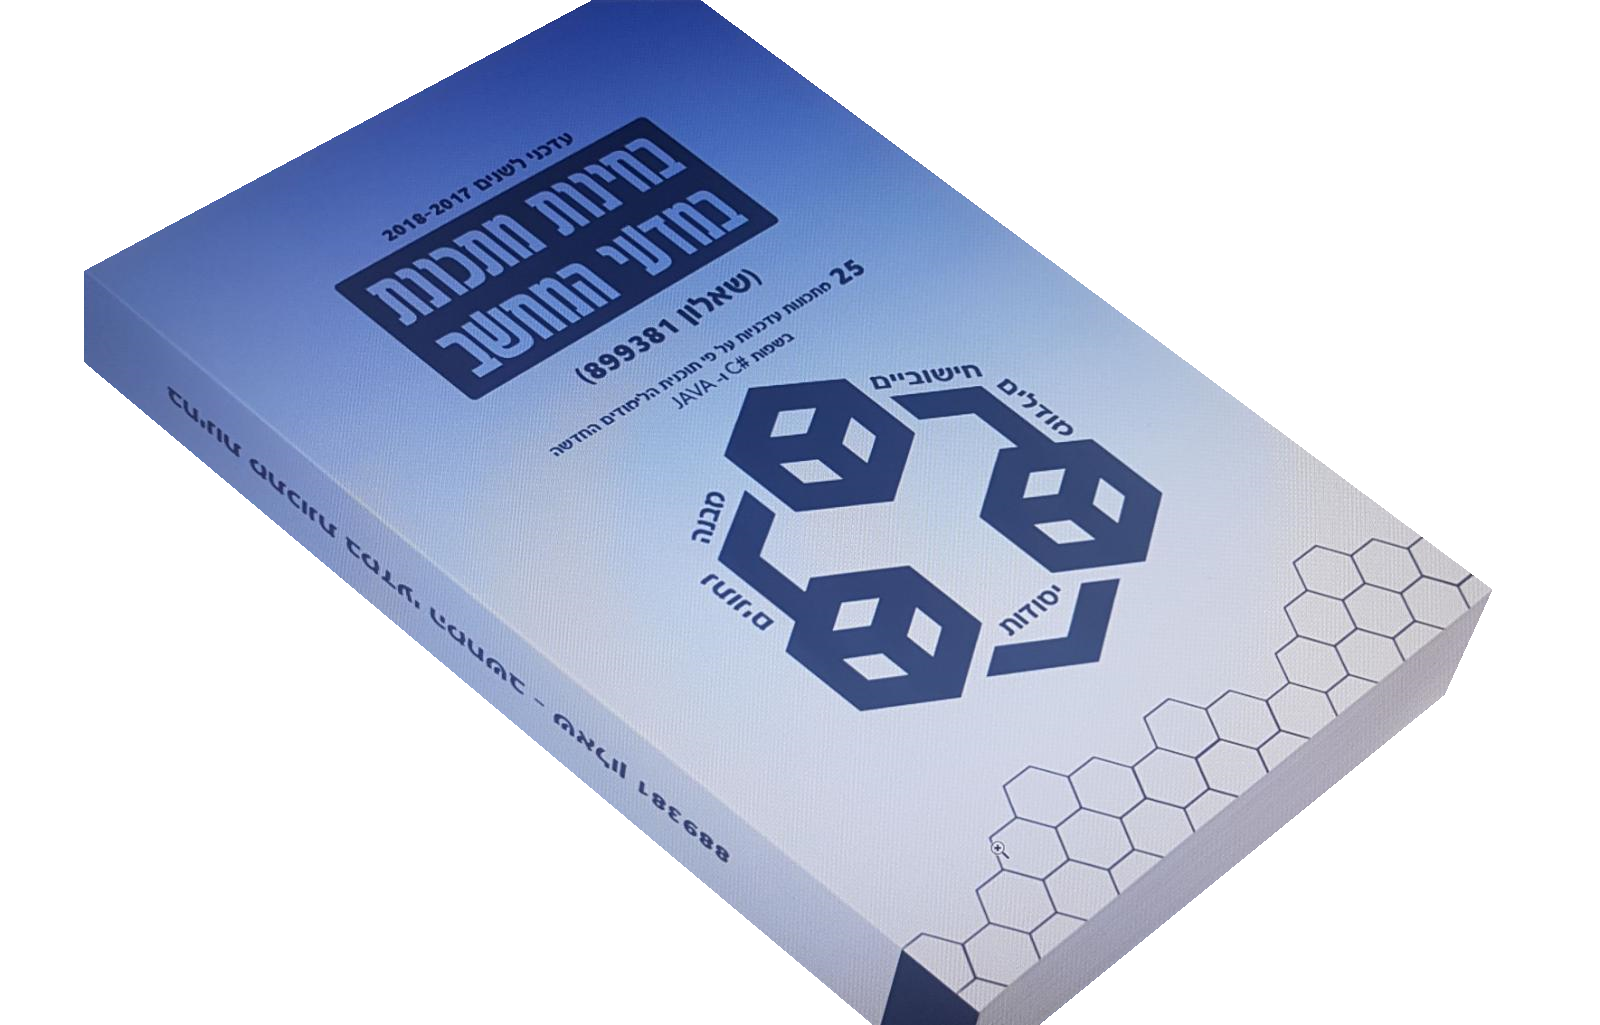 עדכני לשנים 2018-2017
בחינות מתכונת
במדעי המחשב
(שאלון 899381)
25 מתכונות עדכניות על פי תוכנית הלימודים החדשה
בשפות C# ו- JAVA
חישוביים
מודלים
מבנה
נתונים
יסודות
בחינות מתכונת במדעי המחשב - שאלון 899381